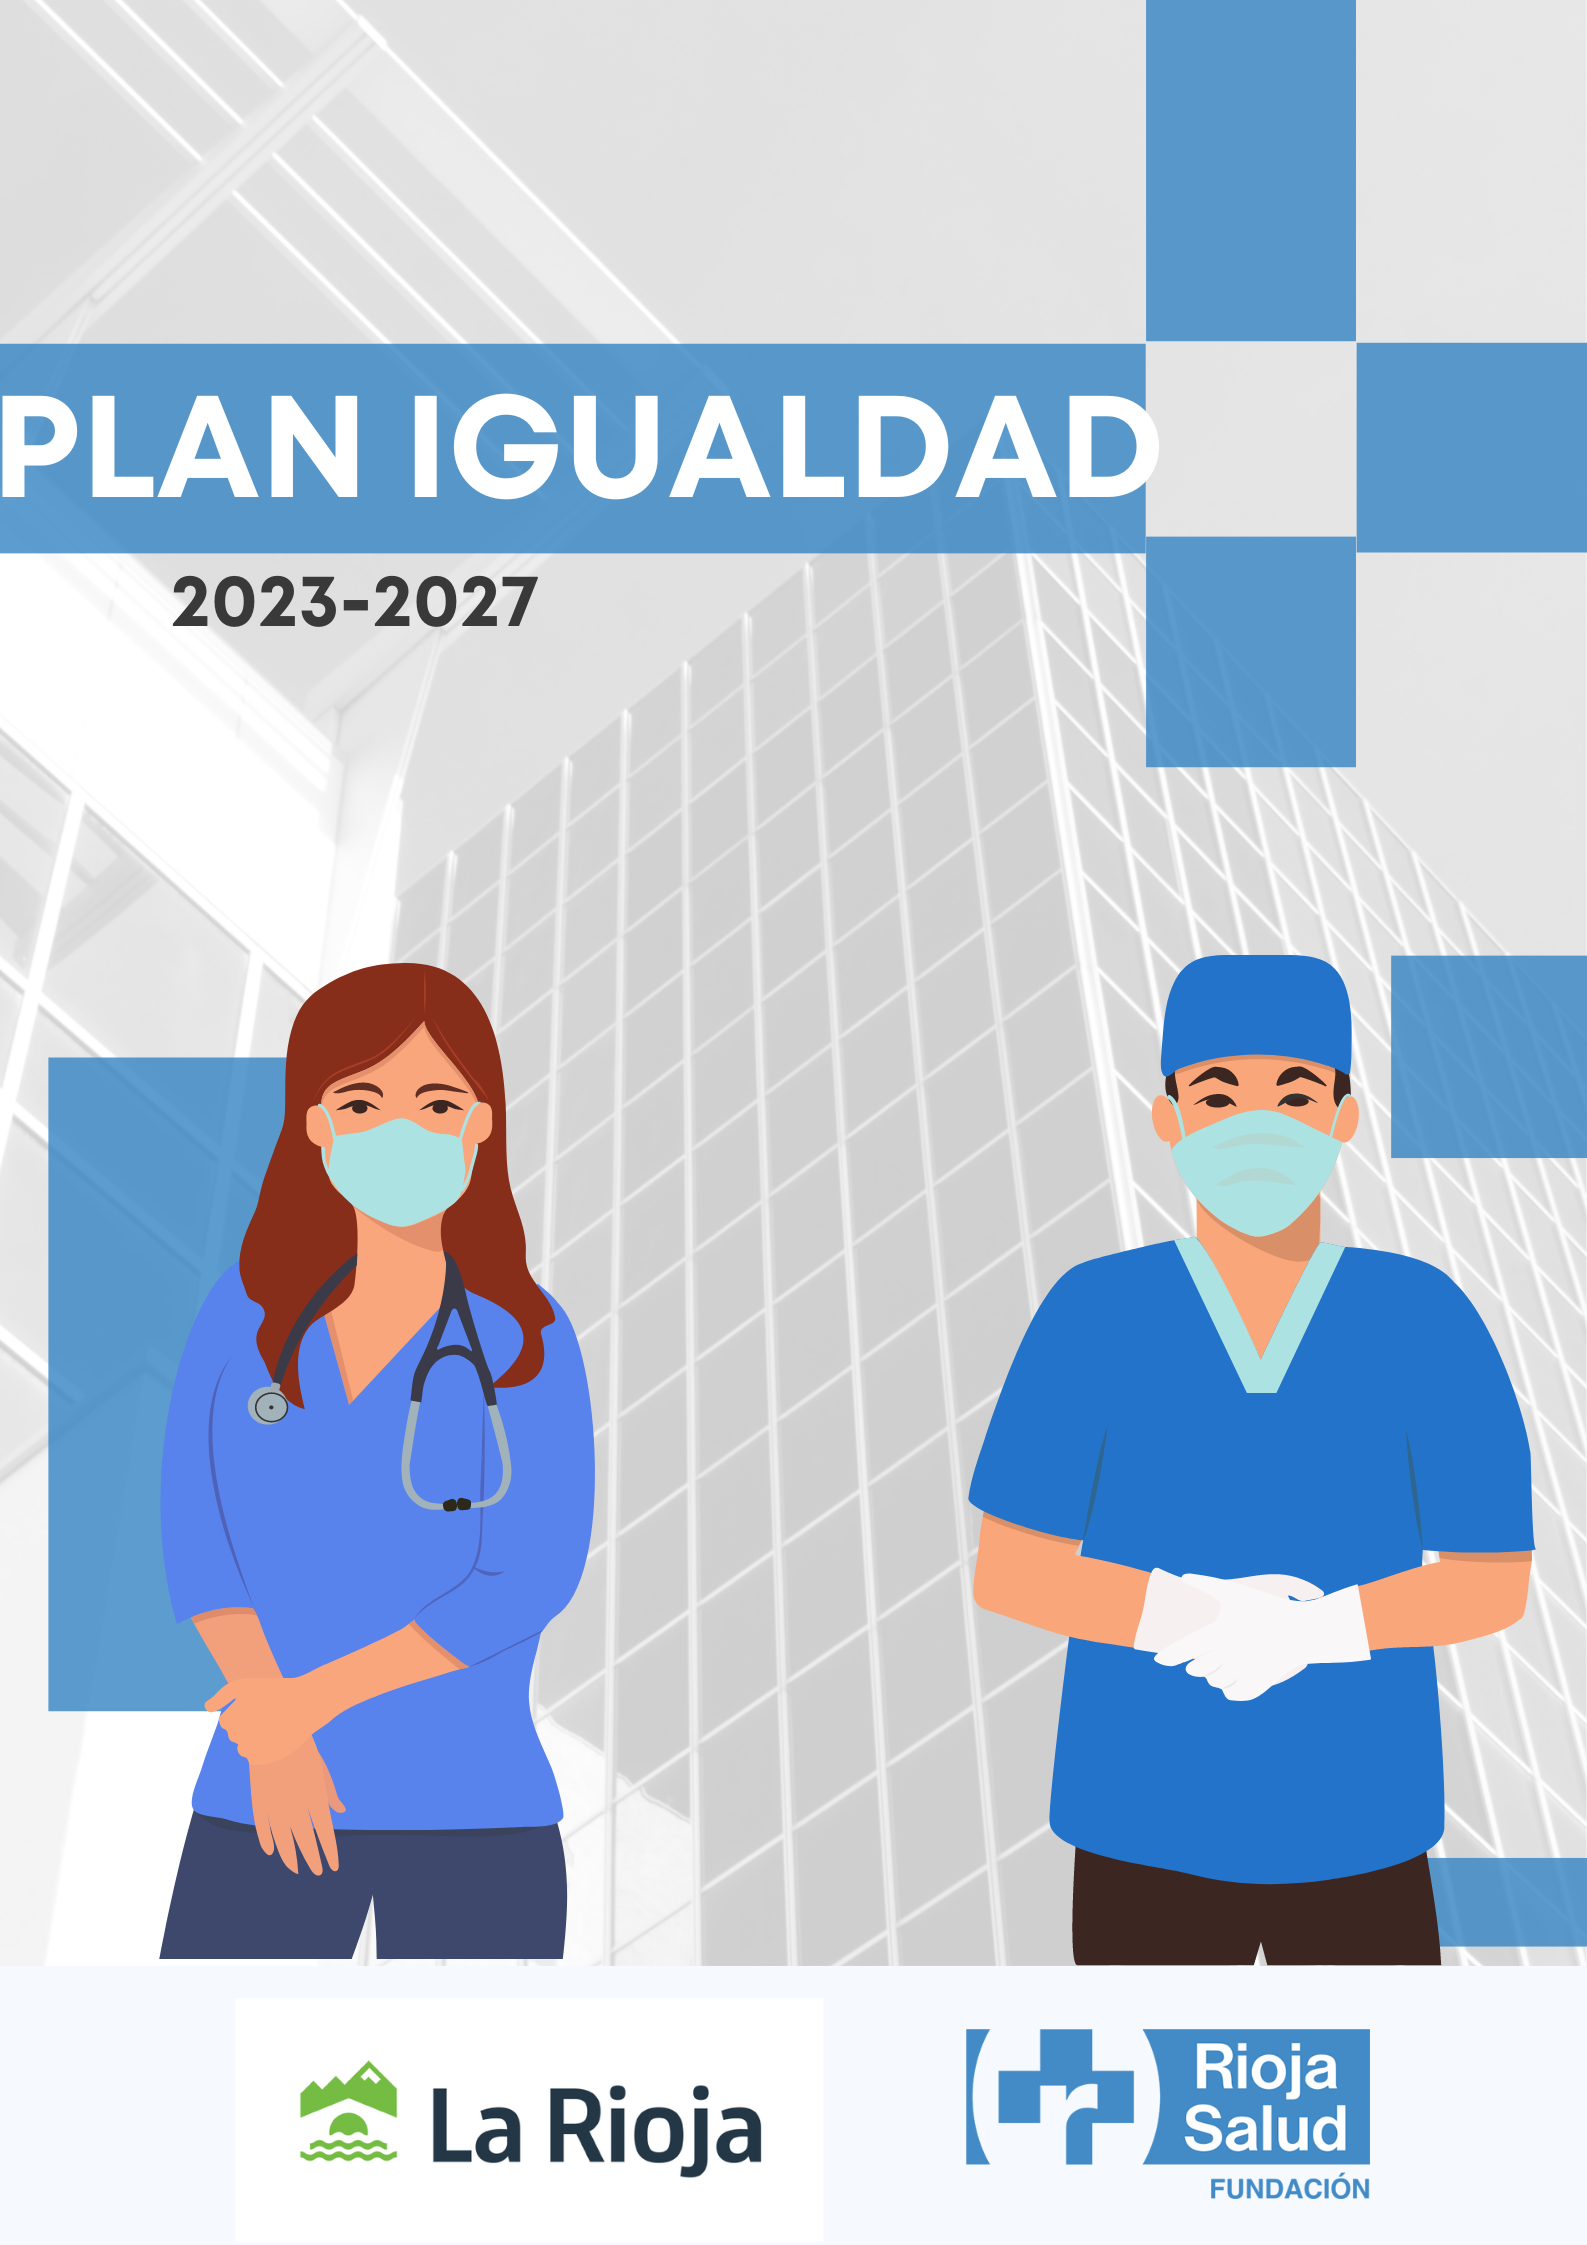 PLAN IGUALDAD
2023-2027
La Rioja
r
Rioja
Salud
FUNDACIÓN